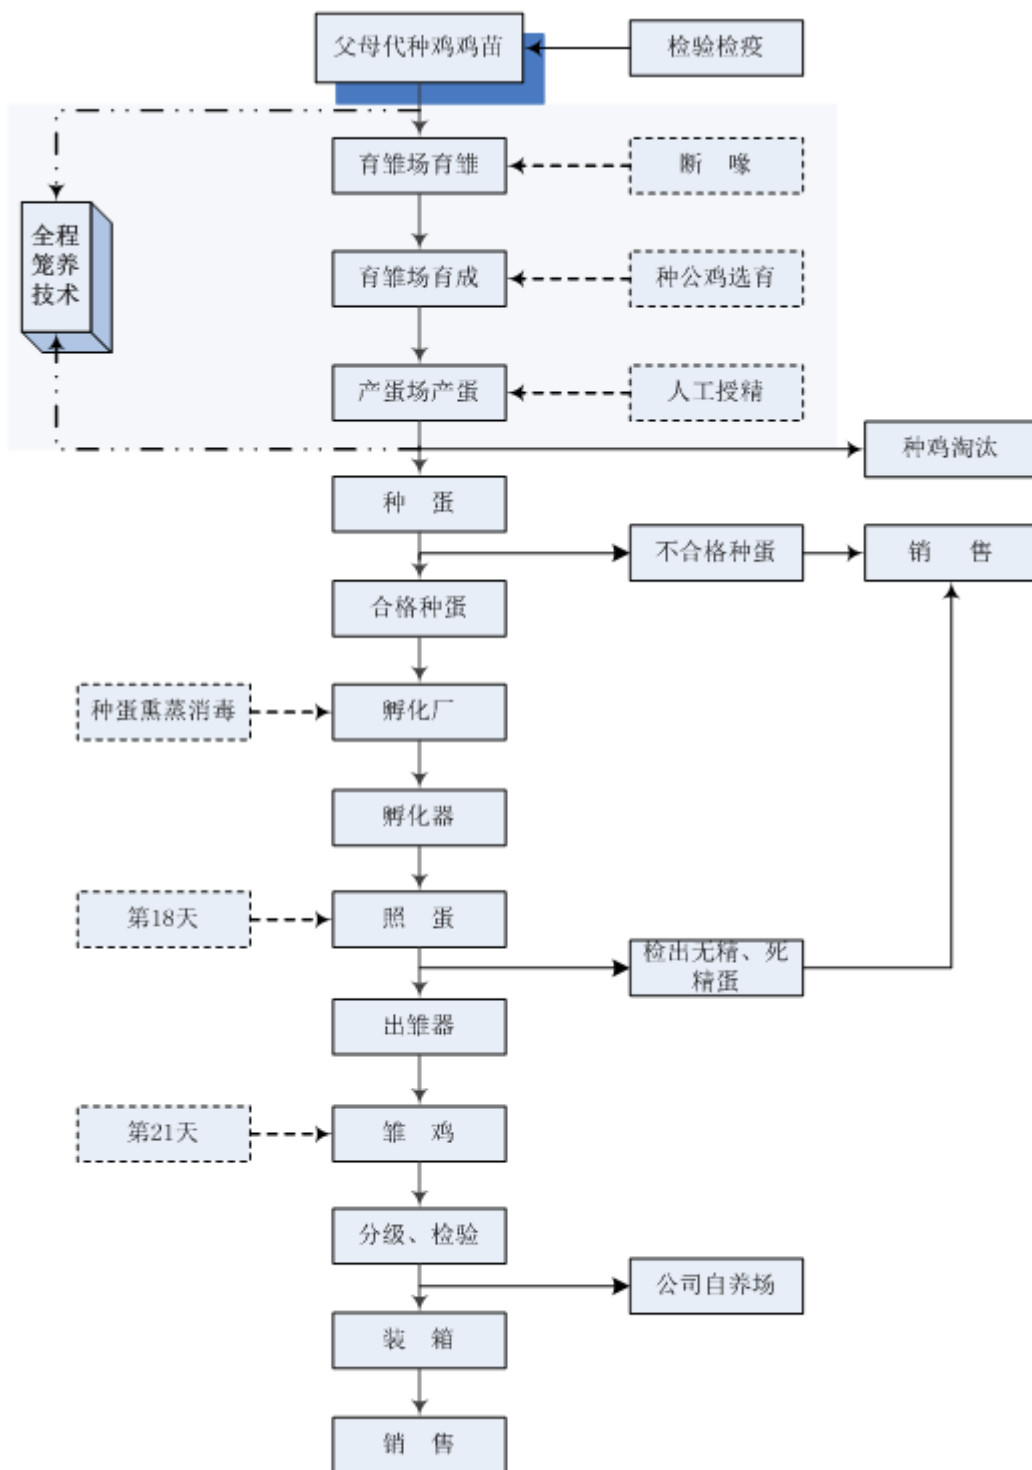 父母代种鸡鸡苗
检验检疫
育雏场育雏
断 喙
全程
笼养
技术
育雏场育成
种公鸡选育
产蛋场产蛋
人工授精
种鸡淘汰
种 蛋
不合格种蛋
销 售
合格种蛋
种蛋熏蒸消毒
孵化厂
孵化器
第18天
照 蛋
检出无精、死
精蛋
出雏器
第21天
雏 鸡
分级、检验
公司自养场
装 箱
销 售